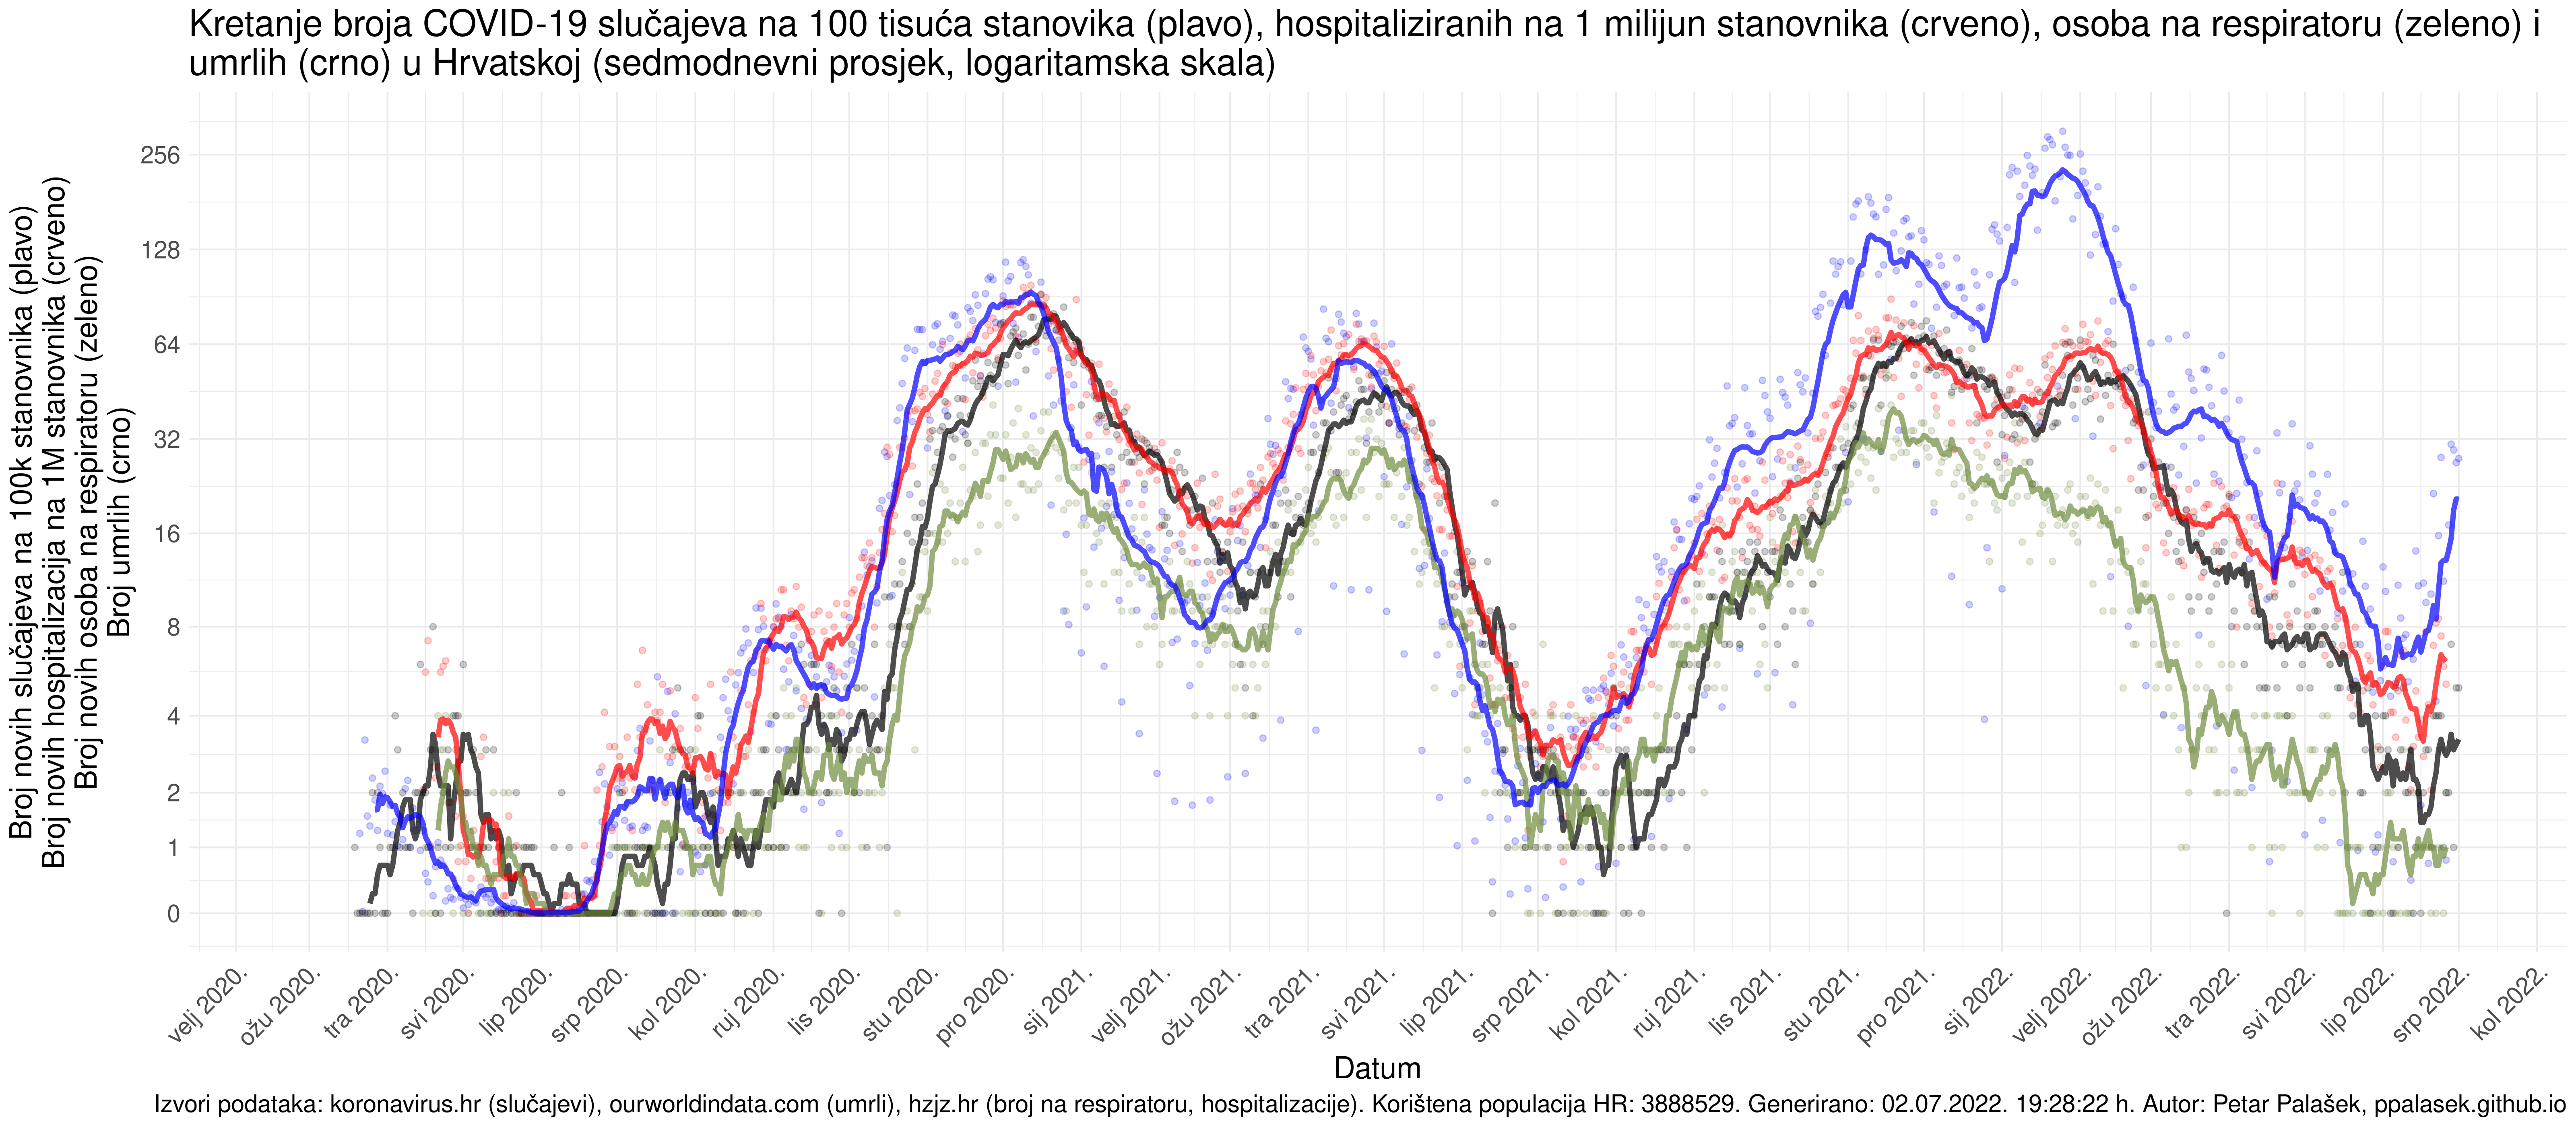 Kretanje broja COVID-19 slučajeva na 100 tisuća stanovika (plavo), hospitaliziranih na 1 milijun stanovnika (crveno), osoba na respiratoru (zeleno) i
umrlih (crno) u Hrvatskoj (sedmodnevni prosjek, logaritamska skala)
Broj novih slučajeva na 100k stanovnika (plavo)
Broj novih hospitalizacija na 1M stanovnika (crveno)
Broj novih osoba na respiratoru (zeleno)
Broj umrlih (crno)
256
128
64
32
16
8
4
2
1
0
velj 2020.
ožu 2020.
tra 2020.
svi 2020.
lip 2020.
srp 2020.
kol 2020.
ruj 2020.
lis 2020.
stu 2020.
pro 2020.
sij 2021.
velj 2021.
ožu 2021.
tra 2021.
svi 2021.
lip 2021.
srp 2021.
kol 2021.
ruj 2021.
lis 2021.
stu 2021.
pro 2021.
sij 2022.
velj 2022.
ožu 2022.
tra 2022.
svi 2022.
lip 2022.
srp 2022.
kol 2022.
Datum
Izvori podataka: koronavirus.hr (slučajevi), ourworldindata.com (umrli), hzjz.hr (broj na respiratoru, hospitalizacije). Korištena populacija HR: 3888529. Generirano: 02.07.2022. 19:28:22 h. Autor: Petar Palašek, ppalasek.github.io